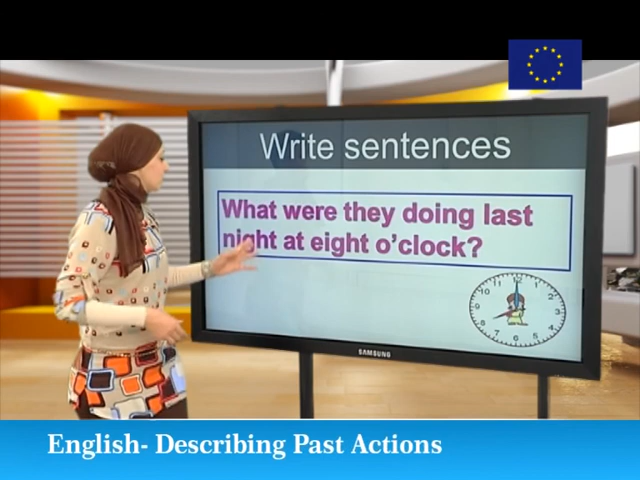 Write sentences
What were they doing last
night at eight o'clock?
SAMSUNG
English- Describing Past Actions